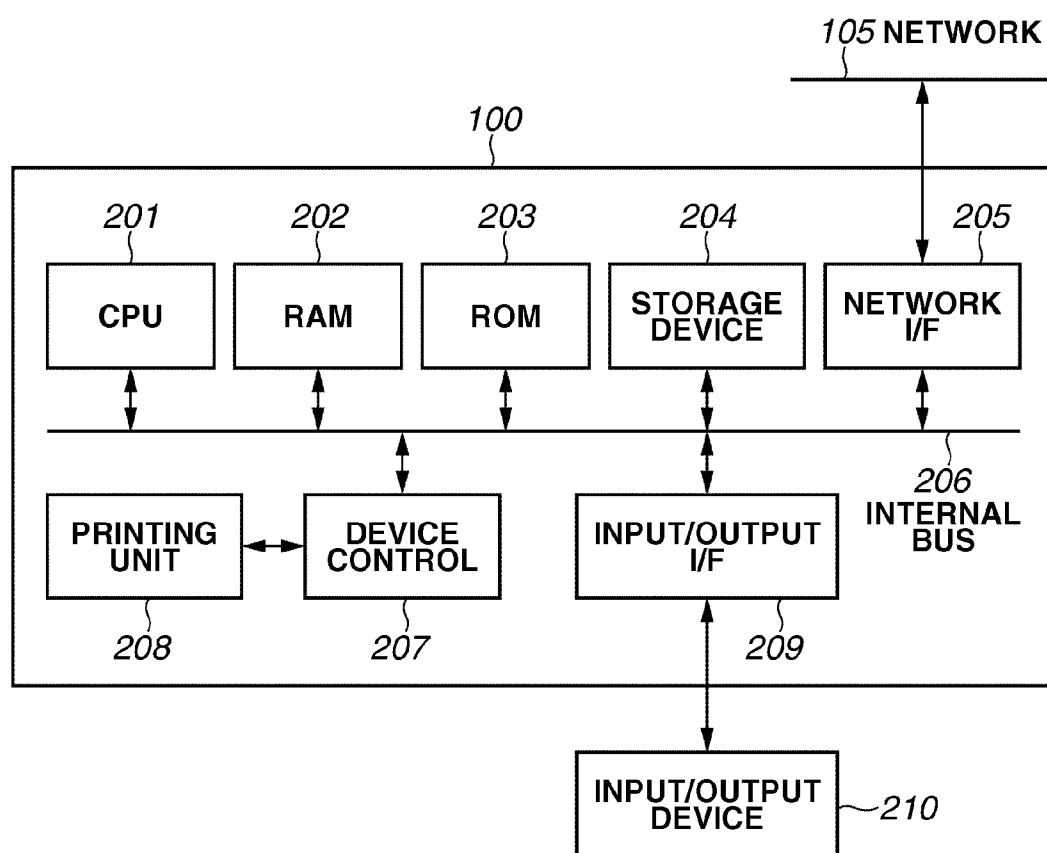 105 NETWORK
100
201
202
203
204
205
CPU
RAM
ROM
STORAGE
DEVICE
NETWORK
I/F
206
INTERNAL
BUS
PRINTING
UNIT
DEVICE
CONTROL
INPUT/OUTPUT
I/F
208
207
209
INPUT/OUTPUT
DEVICE
210